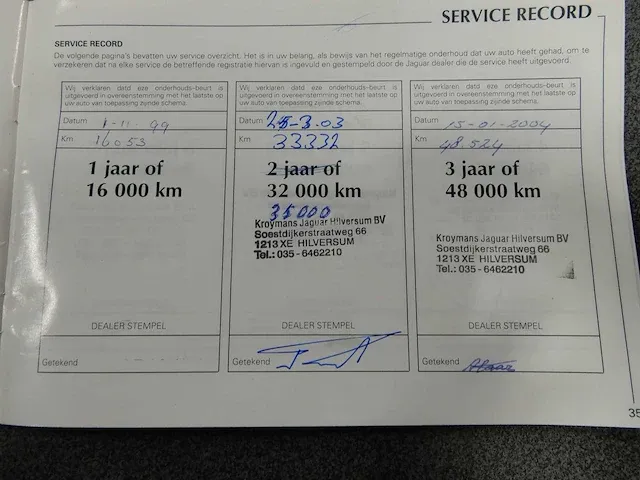 SERVICE RECORD
SERVICE RECORD
De volgende pagina's bevatten uw service overzicht. Het is in uw belang, als bewijs van het regelmatige onderhoud dat uw auto heeft gehad, om te
verzekeren dat na elke service de betreffende registratie hiervan is ingevuld en gestempeld door de Jaguar dealer die de service heeft uitgevoerd.
Wij verklaren dat deze onderhouds-beurt is
uitgevoerd in overeenstemming met het laatste op
uw auto van toepassing zijnde schema.
Datum 1-11-99
Km 16053
1 jaar of
16 000 km
DEALER STEMPEL
Getekend
Wij verklaren dat deze onderhouds-beurt is
uitgevoerd in overeenstemming met het laatste op
uw auto van toepassing zijnde schema.
Datum 25-3-03
Km 33332
2 jaar of
32 000 km
35000
Kroymans Jaguar Hilversum BV
Soestdijkerstraatweg 66
1213 XE HILVERSUM
Tel.: 035 - 6462210
DEALER STEMPEL
Getekend
Wij verklaren dat deze onderhouds-beurt is
uitgevoerd in overeenstemming met het laatste op
uw auto van toepassing zijnde schema.
Datum 15-01-2004
Km 48.524
3 jaar of
48 000 km
Kroymans Jaguar Hilversum BV
Soestdijkerstraatweg 66
1213 XE HILVERSUM
Tel.: 035 - 6462210
DEALER STEMPEL
Getekend
35